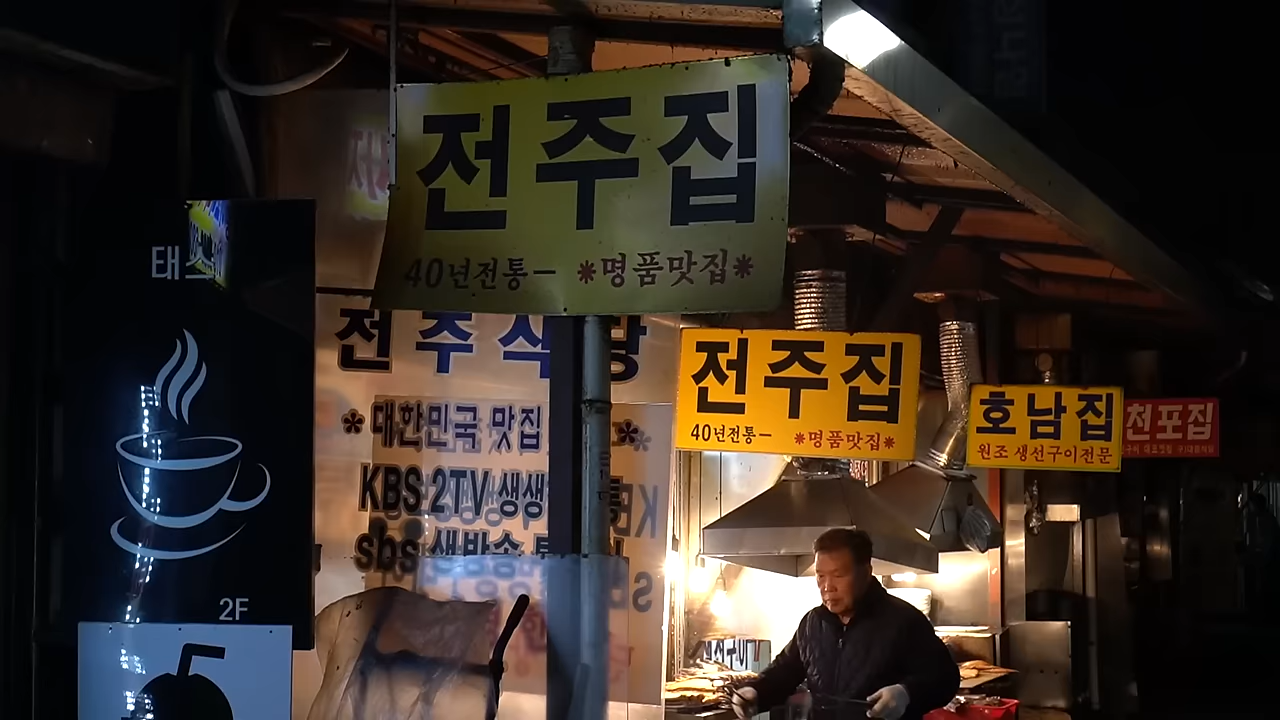 전주집
40년전통ー *명품맛집*
태스
2F
전주식당
*대한민국 맛집
KBS 2TV 생생
sbs 생방송
전주집
40년전통ー *명품맛집*
호남집
원조 생선구이전문
천포집